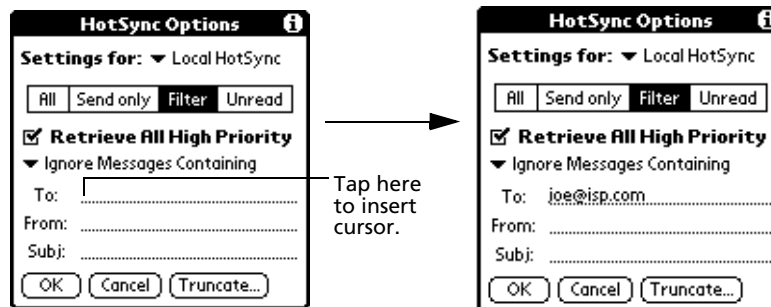 HotSync Options
Settings for: Local HotSync
All Send only Filter Unread
Retrieve All High Priority
Ignore Messages Containing
To:
From:
Subj:
OK Cancel Truncate...
Tap here
to insert
cursor.
HotSync Options
Settings for: Local HotSync
All Send only Filter Unread
Retrieve All High Priority
Ignore Messages Containing
To: joe@isp.com
From:
Subj:
OK Cancel Truncate...